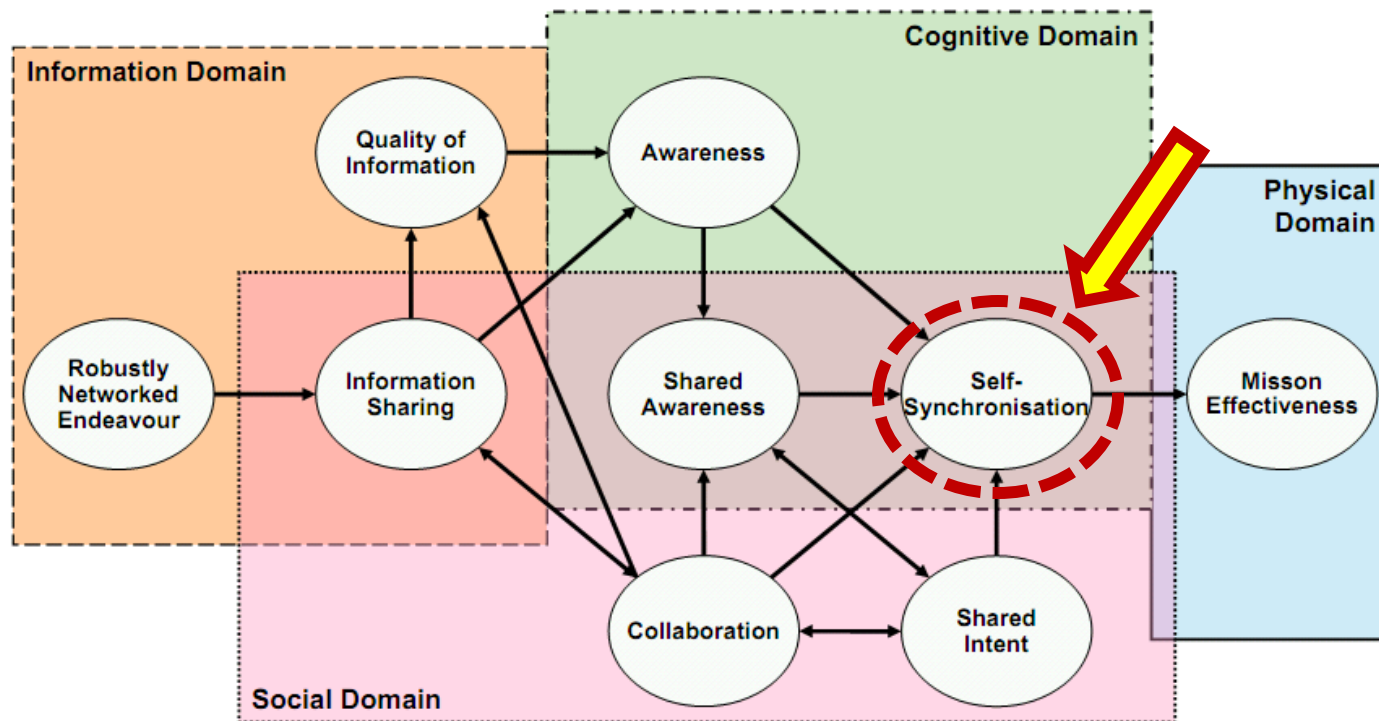 Cognitive Domain
Information Domain
Quality of
Information
Awareness
Physical
Domain
Robustly
Networked
Endeavour
Information
Sharing
Shared
Awareness
Self-
Synchronisation
Misson
Effectiveness
Collaboration
Shared
Intent
Social Domain